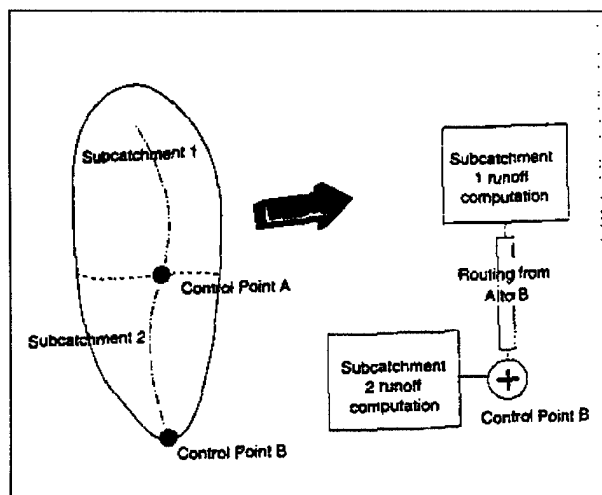 Subcatchment 1
Control Point A
Subcatchment 2
Control Point B
Subcatchment
1 runoff
computation
Routing from
A to B
Subcatchment
2 runoff
computation
+
Control Point B